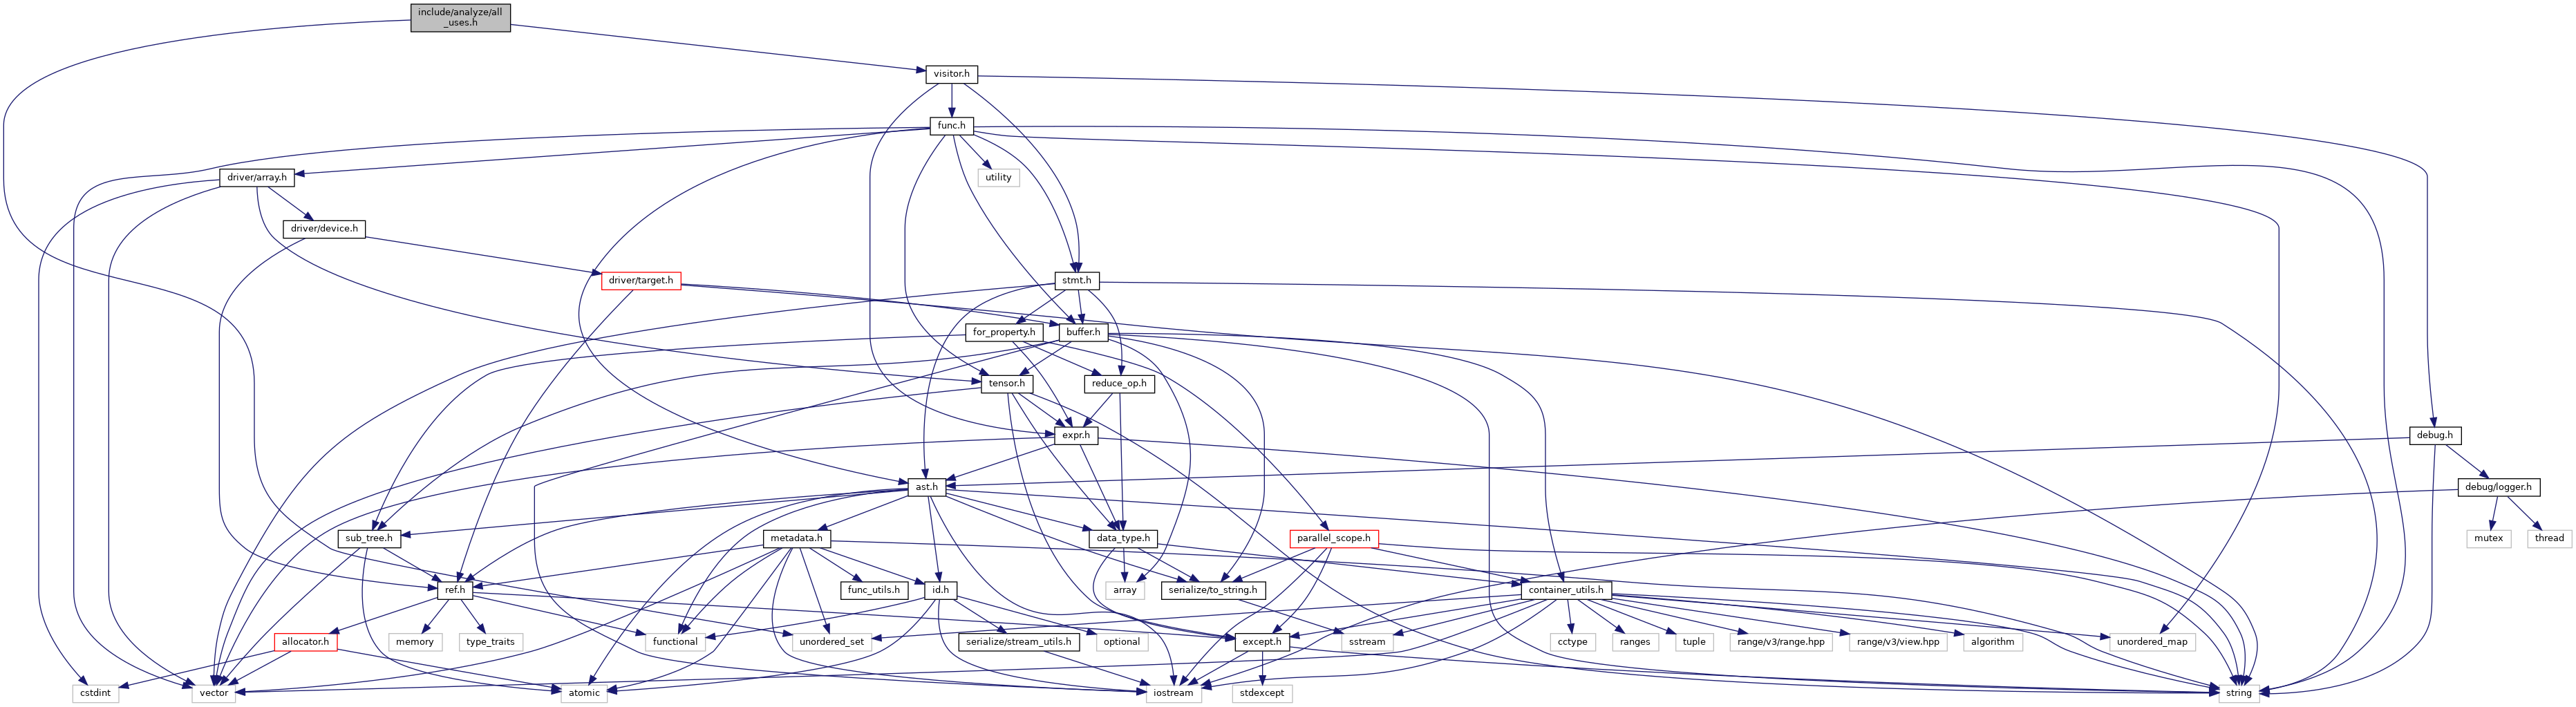 include/analyze/all
_uses.h
visitor.h
func.h
driver/array.h
utility
driver/device.h
driver/target.h
stmt.h
for_property.h
buffer.h
tensor.h
reduce_op.h
expr.h
debug.h
ast.h
debug/logger.h
sub_tree.h
metadata.h
data_type.h
parallel_scope.h
mutex
thread
ref.h
func_utils.h
id.h
array
serialize/to_string.h
container_utils.h
allocator.h
memory
type_traits
functional
unordered_set
serialize/stream_utils.h
optional
except.h
sstream
cctype
ranges
tuple
range/v3/range.hpp
range/v3/view.hpp
algorithm
unordered_map
cstdint
vector
atomic
iostream
stdexcept
string